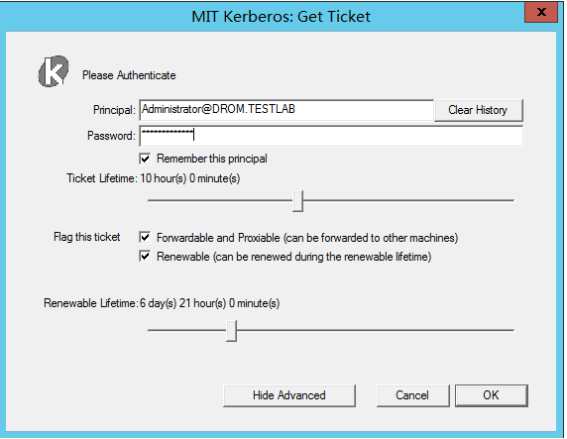 MIT Kerberos: Get Ticket
x
K
Please Authenticate
Principal: Administrator@DROM.TESTLAB Clear History
Password: *************
Remember this principal
Ticket Lifetime: 10 hour(s) 0 minute(s)
Flag this ticket Forwardable and Proxiable (can be forwarded to other machines)
Renewable (can be renewed during the renewable lifetime)
Renewable Lifetime: 6 day(s) 21 hour(s) 0 minute(s)
Hide Advanced Cancel OK